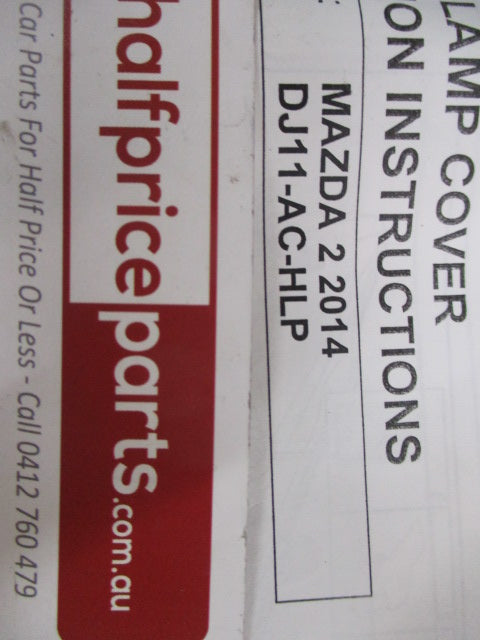 LAMP COVER
ON INSTRUCTIONS
MAZDA 2 2014
DJ11-AC-HLP
halfpriceparts.com.au
Car Parts For Half Price Or Less - Call 0412 760 479